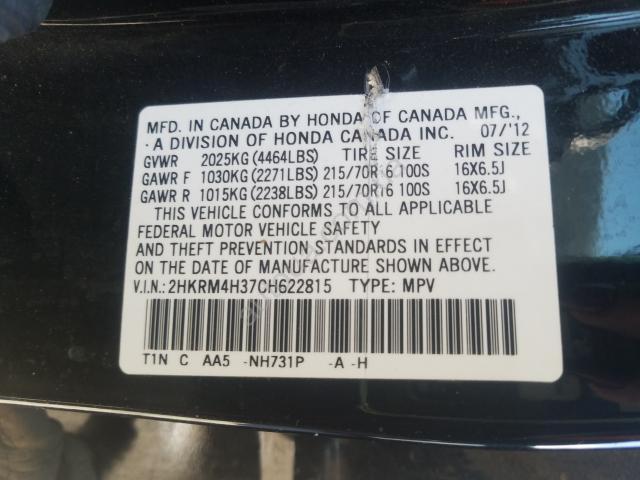 MFD. IN CANADA BY HONDA OF CANADA MFG.,
A DIVISION OF HONDA CANADA INC. 07/'12
GVWR 2025KG (4464LBS) TIRE SIZE RIM SIZE
GAWR F 1030KG (2271LBS) 215/70R16 100S 16X6.5J
GAWR R 1015KG (2238LBS) 215/70R16 100S 16X6.5J
THIS VEHICLE CONFORMS TO ALL APPLICABLE
FEDERAL MOTOR VEHICLE SAFETY
AND THEFT PREVENTION STANDARDS IN EFFECT
ON THE DATE OF MANUFACTURE SHOWN ABOVE.
V.I.N.: 2HKRM4H37CH622815 TYPE: MPV
T1N C AA5 -NH731P -A -H